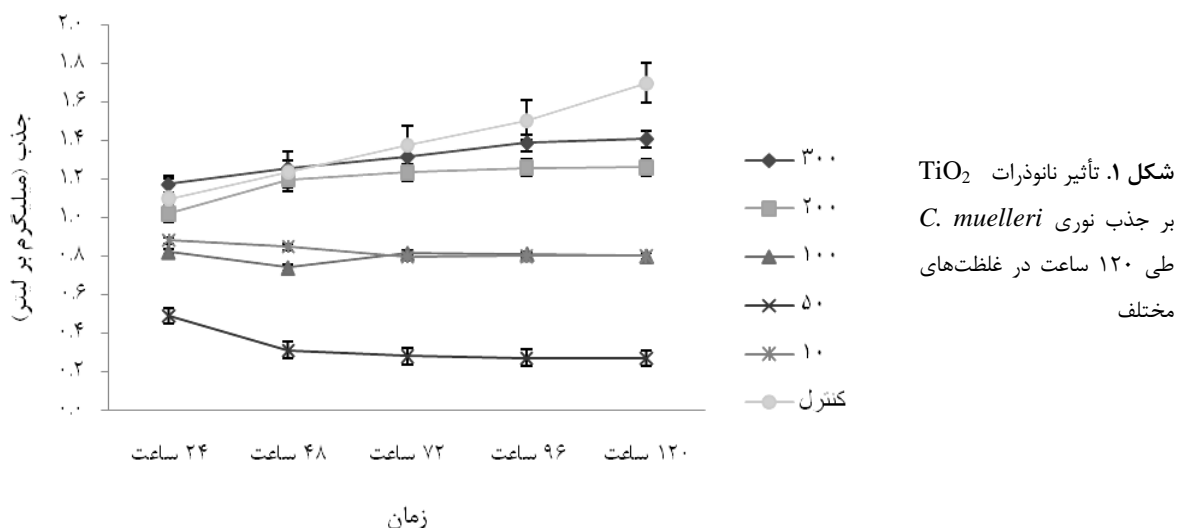 ۲.۰
۱.۸
۱.۶
۱.۴
۱.۲
۱.۰
۰.۸
۰.۶
۰.۴
۰.۲
۰.۰
جذب (میلیگرم بر لیتر)
۲۴ ساعت
۴۸ ساعت
۷۲ ساعت
۹۶ ساعت
۱۲۰ ساعت
زمان
۳۰۰
۲۰۰
۱۰۰
۵۰
۱۰
کنترل
شکل ۱. تأثیر نانوذرات TiO₂
بر جذب نوری C. muelleri
طی ۱۲۰ ساعت در غلظت‌های
مختلف